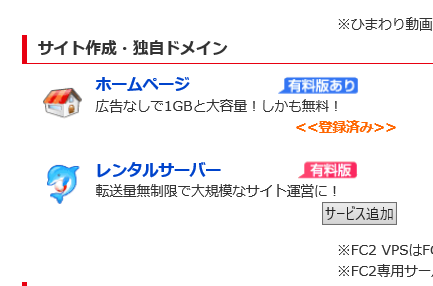 ※ひまわり動画
サイト作成・独自ドメイン
ホームページ 有料版あり
広告なしで1GBと大容量！しかも無料！
<<登録済み>>
レンタルサーバー 有料版
転送量無制限で大規模なサイト運営に！
サービス追加
※FC2 VPSはFC
※FC2専用サー